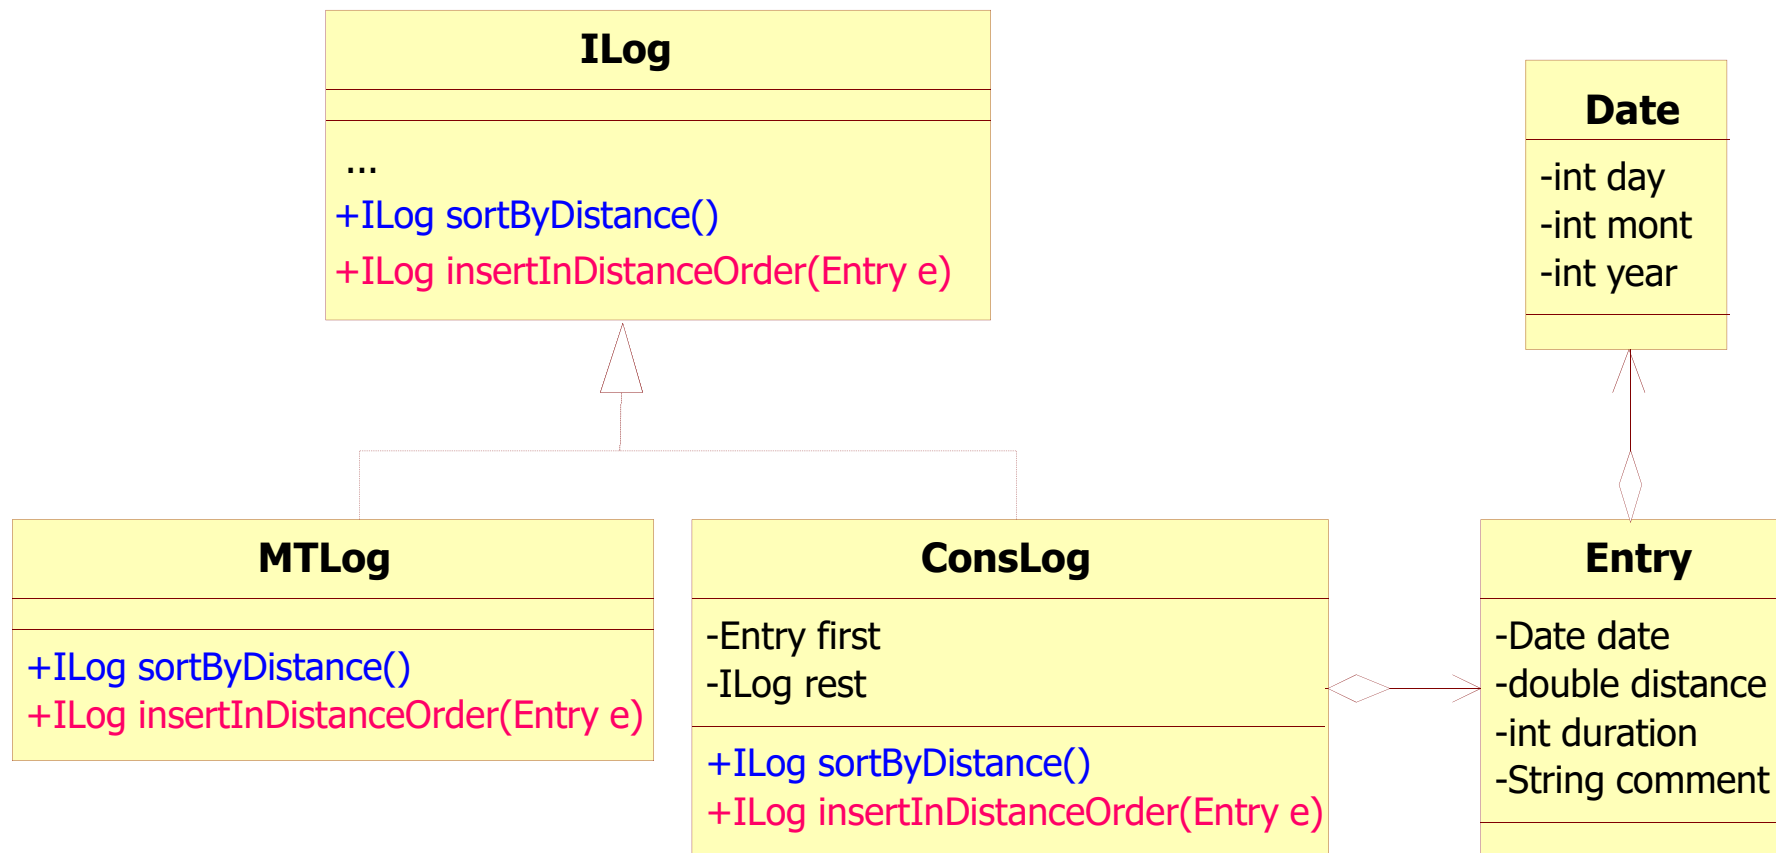 ILog
...
+ILog sortByDistance()
+ILog insertInDistanceOrder(Entry e)
Date
-int day
-int mont
-int year
MTLog
+ILog sortByDistance()
+ILog insertInDistanceOrder(Entry e)
ConsLog
-Entry first
-ILog rest
+ILog sortByDistance()
+ILog insertInDistanceOrder(Entry e)
Entry
-Date date
-double distance
-int duration
-String comment